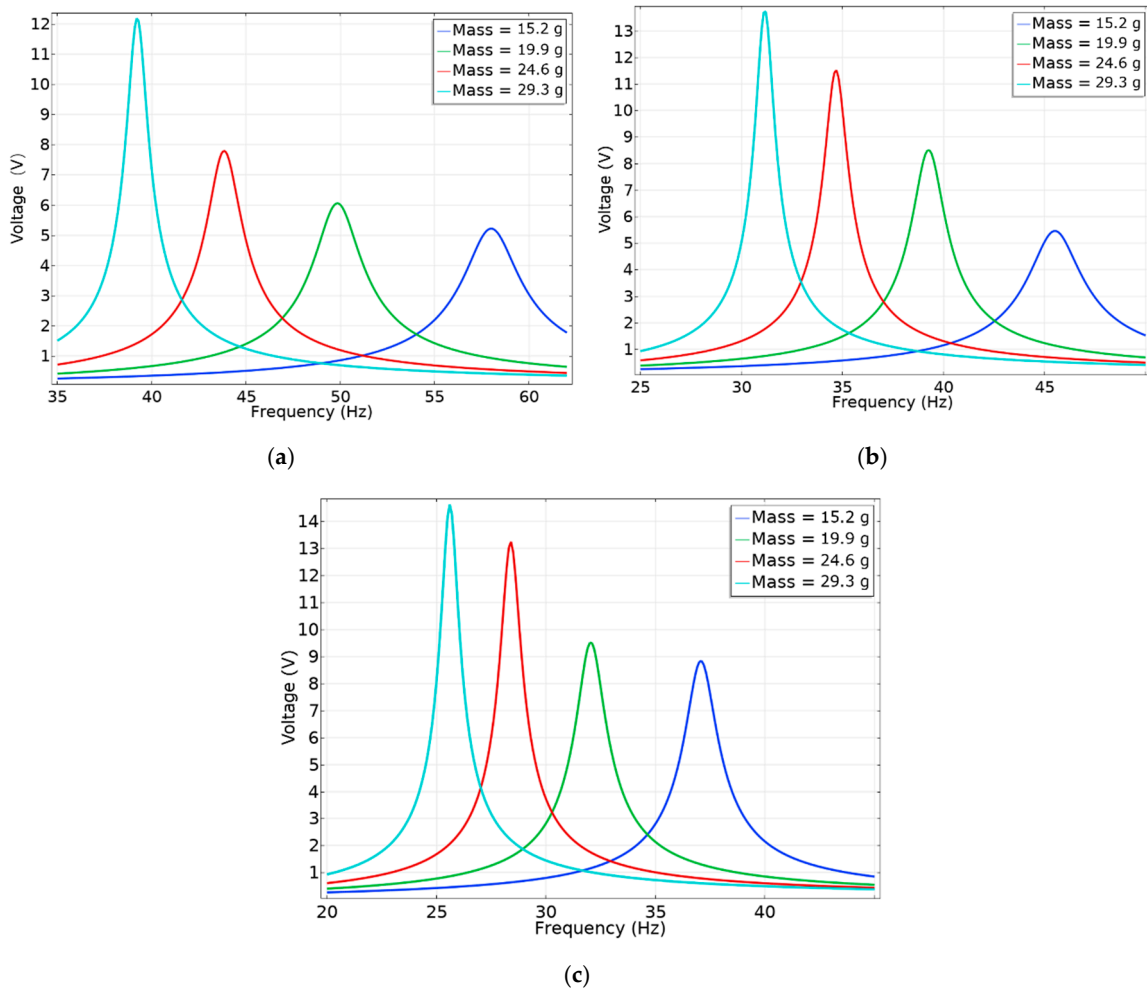 12
11
10
9
8
7
6
5
4
3
2
1
Voltage (V)
Mass = 15.2 g
Mass = 19.9 g
Mass = 24.6 g
Mass = 29.3 g
35 40 45 50 55 60
Frequency (Hz)
(a)
13
12
11
10
9
8
7
6
5
4
3
2
1
Voltage (V)
Mass = 15.2 g
Mass = 19.9 g
Mass = 24.6 g
Mass = 29.3 g
25 30 35 40 45
Frequency (Hz)
(b)
14
13
12
11
10
9
8
7
6
5
4
3
2
1
Voltage (V)
Mass = 15.2 g
Mass = 19.9 g
Mass = 24.6 g
Mass = 29.3 g
20 25 30 35 40
Frequency (Hz)
(c)